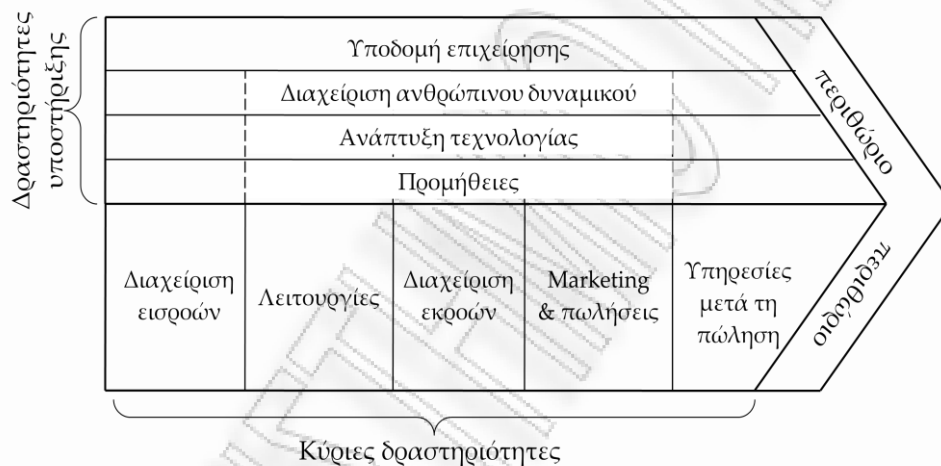 Δραστηριότητες
υποστήριξης
Υποδομή επιχείρησης
Διαχείριση ανθρώπινου δυναμικού
Ανάπτυξη τεχνολογίας
Προμήθειες
περιθώριο
Διαχείριση
εισροών
Λειτουργίες
Διαχείριση
εκροών
Marketing
& πωλήσεις
Υπηρεσίες
μετά τη
πώληση
περιθώριο
Κύριες δραστηριότητες